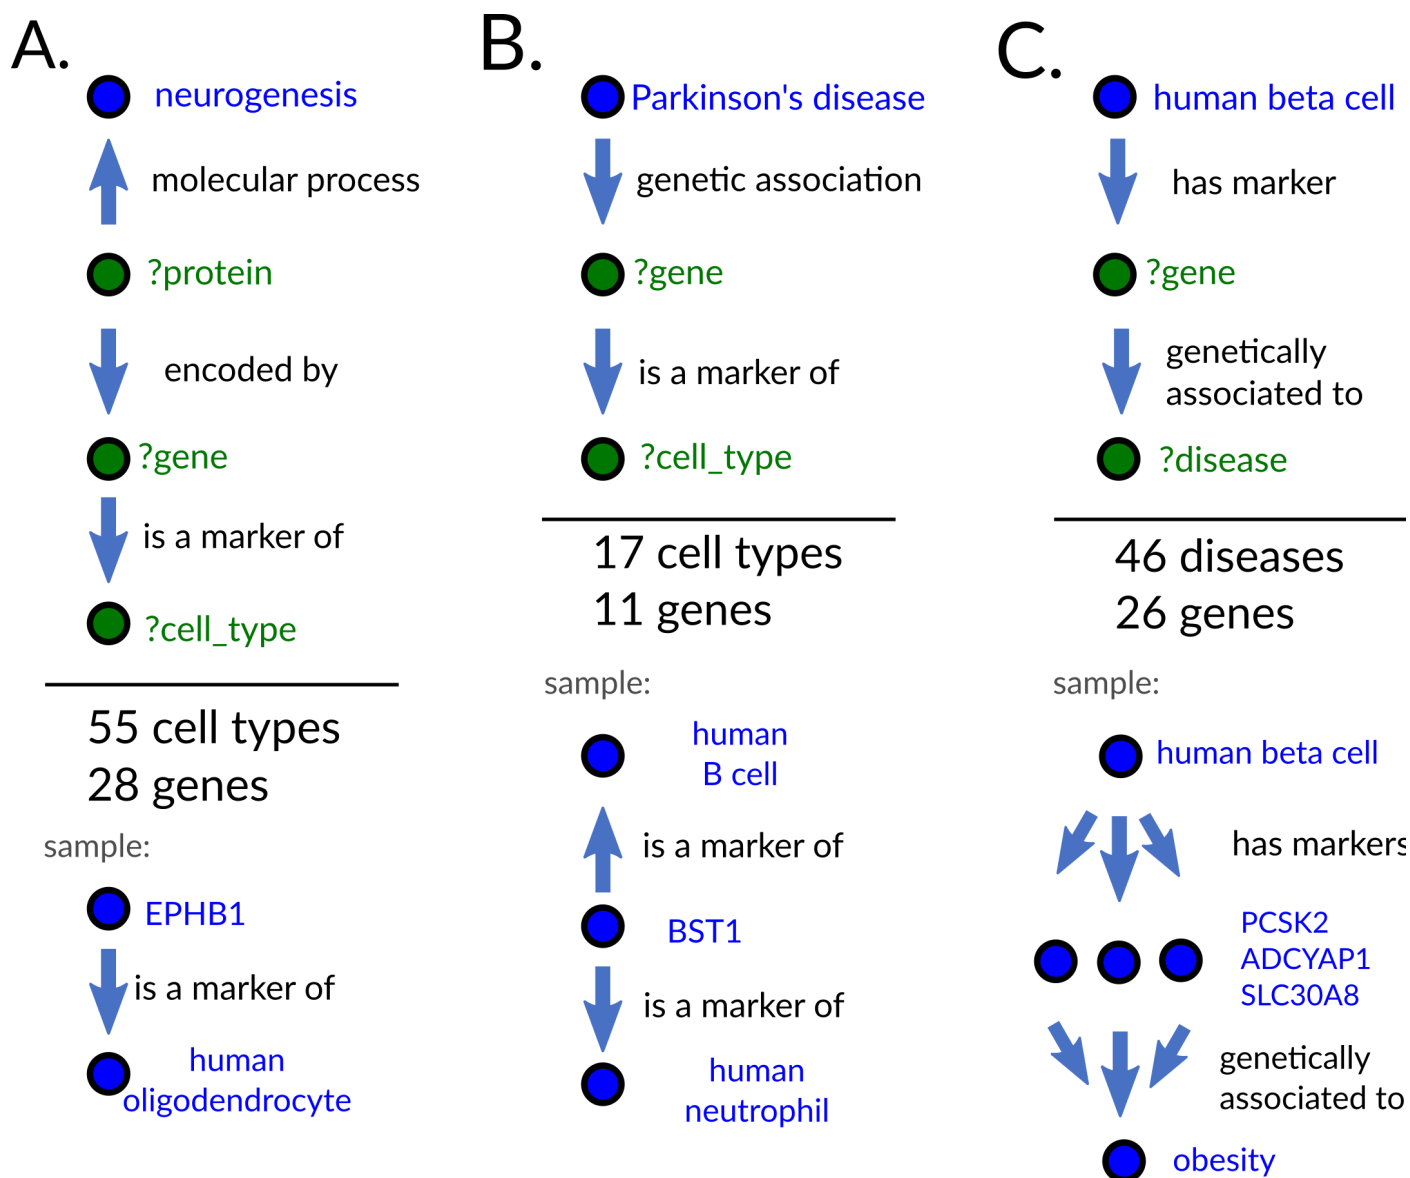 A.
neurogenesis
molecular process
?protein
encoded by
?gene
is a marker of
?cell_type
55 cell types
28 genes
sample:
EPHB1
is a marker of
human
oligodendrocyte
B.
Parkinson's disease
genetic association
?gene
is a marker of
?cell_type
17 cell types
11 genes
sample:
human
B cell
is a marker of
BST1
is a marker of
human
neutrophil
C.
human beta cell
has marker
?gene
genetically
associated to
?disease
46 diseases
26 genes
sample:
human beta cell
has markers
PCSK2
ADCYAP1
SLC30A8
genetically
associated to
obesity